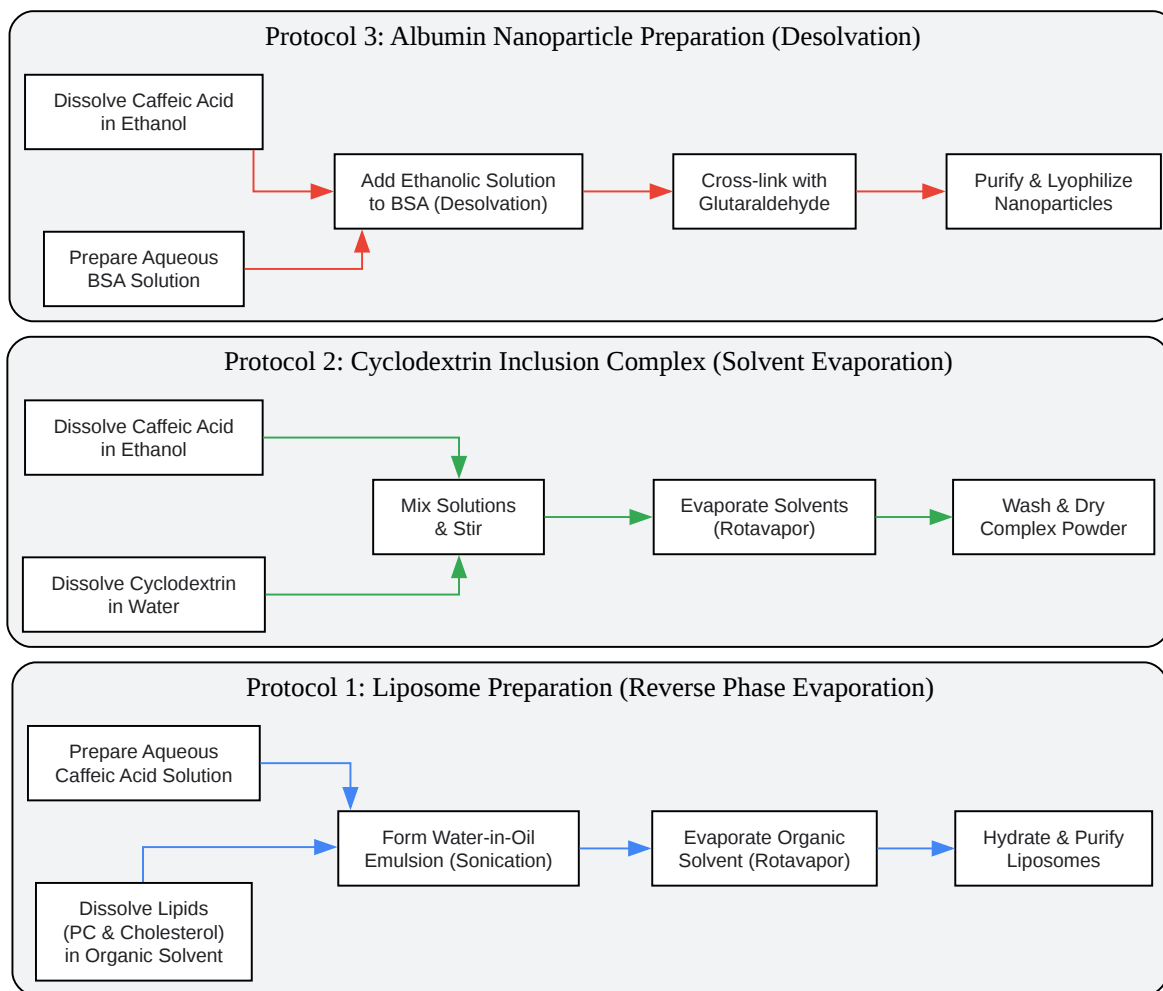 Protocol 3: Albumin Nanoparticle Preparation (Desolvation)
Dissolve Caffeic Acid
in Ethanol
Prepare Aqueous
BSA Solution
Add Ethanolic Solution
to BSA (Desolvation)
Cross-link with
Glutaraldehyde
Purify & Lyophilize
Nanoparticles
Protocol 2: Cyclodextrin Inclusion Complex (Solvent Evaporation)
Dissolve Caffeic Acid
in Ethanol
Dissolve Cyclodextrin
in Water
Mix Solutions
& Stir
Evaporate Solvents
(Rotavapor)
Wash & Dry
Complex Powder
Protocol 1: Liposome Preparation (Reverse Phase Evaporation)
Prepare Aqueous
Caffeic Acid Solution
Dissolve Lipids
(PC & Cholesterol)
in Organic Solvent
Form Water-in-Oil
Emulsion (Sonication)
Evaporate Organic
Solvent (Rotavapor)
Hydrate & Purify
Liposomes